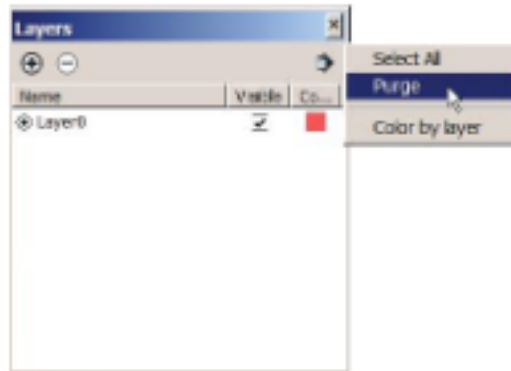 Layers
Select All
Purge
Name Visible Co...
Layer0
Color by layer